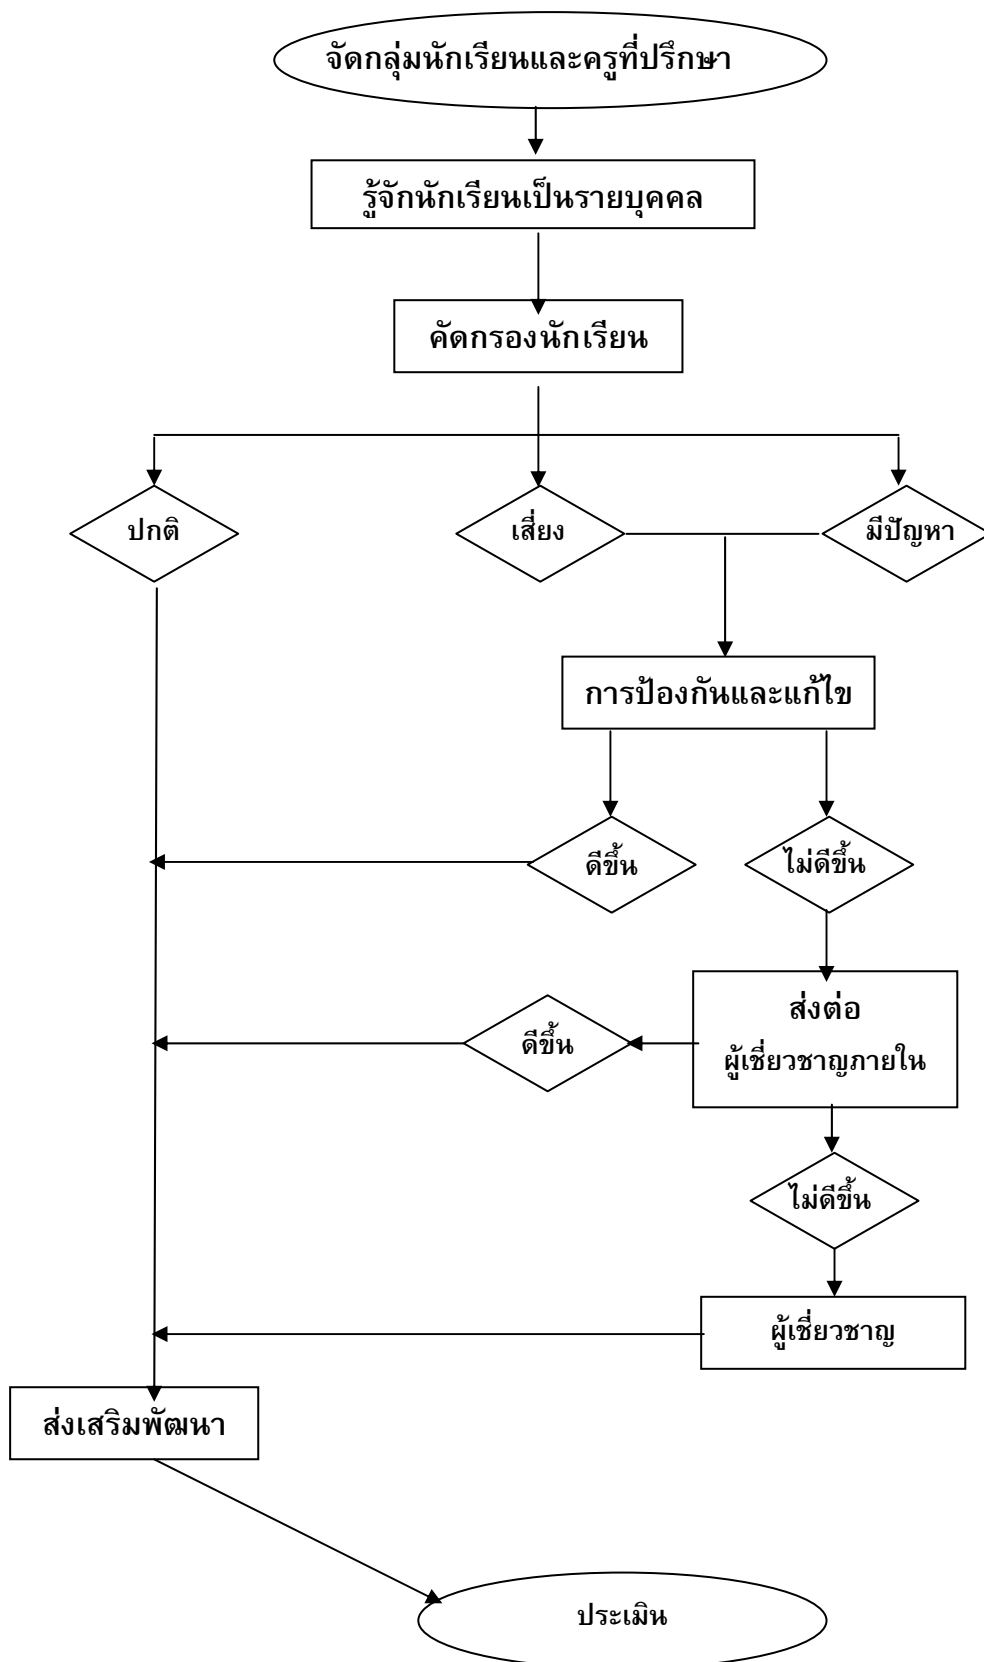 จัดกลุ่มนักเรียนและครูที่ปรึกษา
รู้จักนักเรียนเป็นรายบุคคล
คัดกรองนักเรียน
ปกติ
เสี่ยง
มีปัญหา
การป้องกันและแก้ไข
ดีขึ้น
ไม่ดีขึ้น
ส่งต่อ
ดีขึ้น
ผู้เชี่ยวชาญภายใน
ไม่ดีขึ้น
ผู้เชี่ยวชาญ
ส่งเสริมพัฒนา
ประเมิน